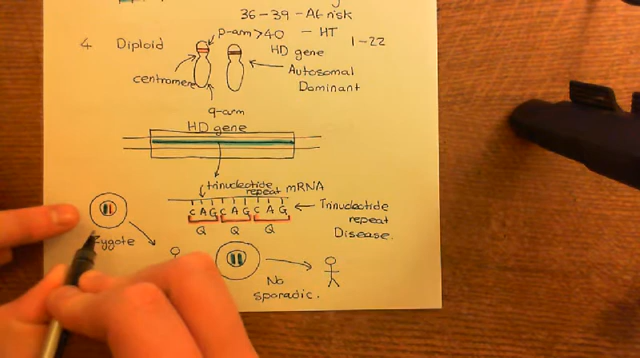 36-39 - At risk
p-arm >40 - HT
4 Diploid
HD gene
1-22
centromere
Autosomal
Dominant
q-arm
HD gene
trinucleotide
repeat mRNA
CAGCAGCAG
Trinucleotide
repeat
Disease.
Q Q Q
Zygote
No
sporadic.